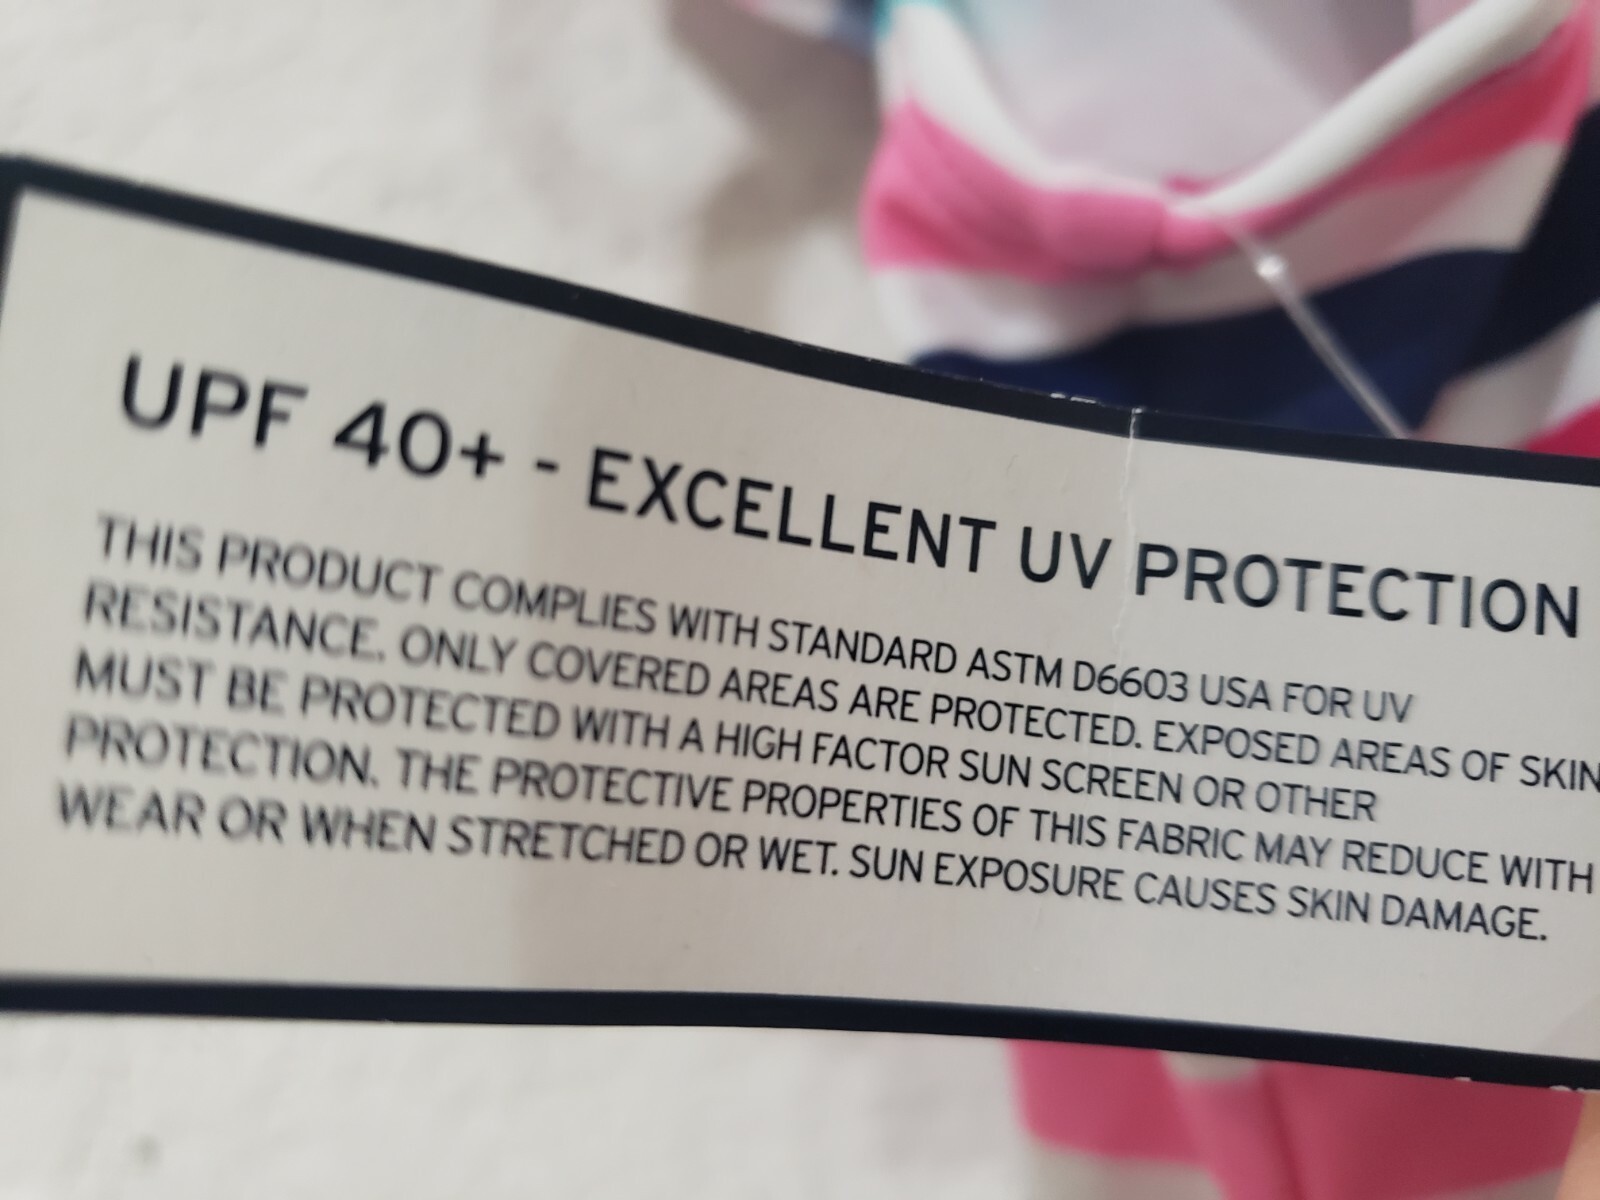 UPF 40+ - EXCELLENT UV PROTECTION
THIS PRODUCT COMPLIES WITH STANDARD ASTM D6603 USA FOR UV
RESISTANCE. ONLY COVERED AREAS ARE PROTECTED. EXPOSED AREAS OF SKIN
MUST BE PROTECTED WITH A HIGH FACTOR SUN SCREEN OR OTHER
PROTECTION. THE PROTECTIVE PROPERTIES OF THIS FABRIC MAY REDUCE WITH
WEAR OR WHEN STRETCHED OR WET. SUN EXPOSURE CAUSES SKIN DAMAGE.